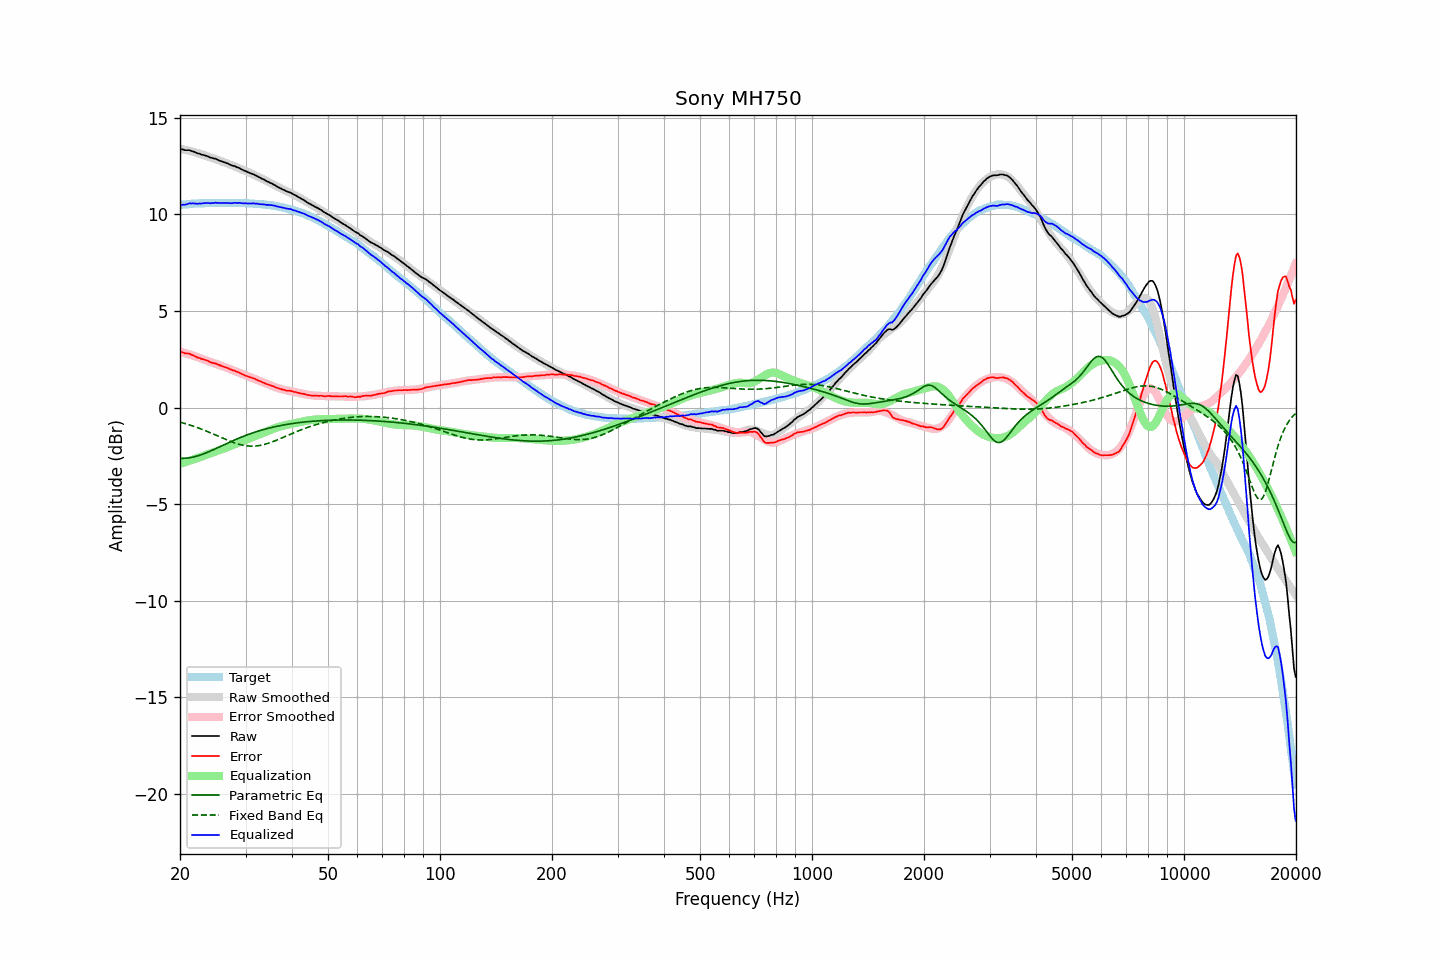 Sony MH750
Amplitude (dBr)
15
10
5
0
−5
−10
−15
−20
Target
Raw Smoothed
Error Smoothed
Raw
Error
Equalization
Parametric Eq
Fixed Band Eq
Equalized
20 50 100 200 500 1000 2000 5000 10000 20000
Frequency (Hz)